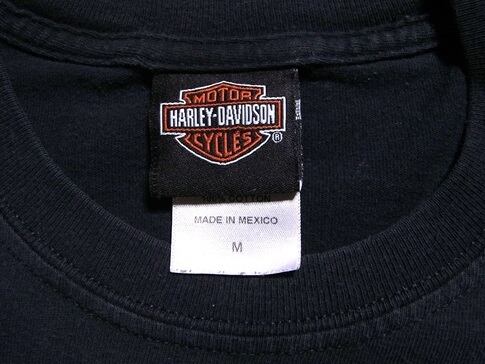 MOTOR
HARLEY-DAVIDSON
CYCLES ®
MADE IN MEXICO
M